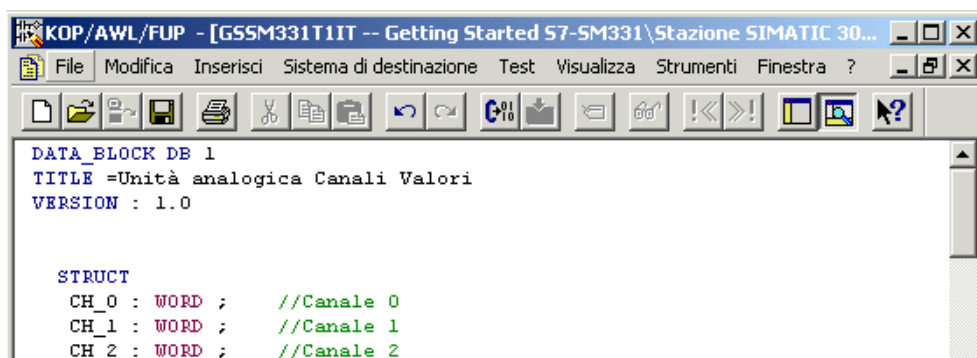 KOP/AWL/FUP - [GSSM331T1IT -- Getting Started S7-SM331\Stazione SIMATIC 30...
File Modifica Inserisci Sistema di destinazione Test Visualizza Strumenti Finestra ?
DATA_BLOCK DB 1
TITLE =Unità analogica Canali Valori
VERSION : 1.0
STRUCT
CH_0 : WORD ; //Canale 0
CH_1 : WORD ; //Canale 1
CH_2 : WORD ; //Canale 2